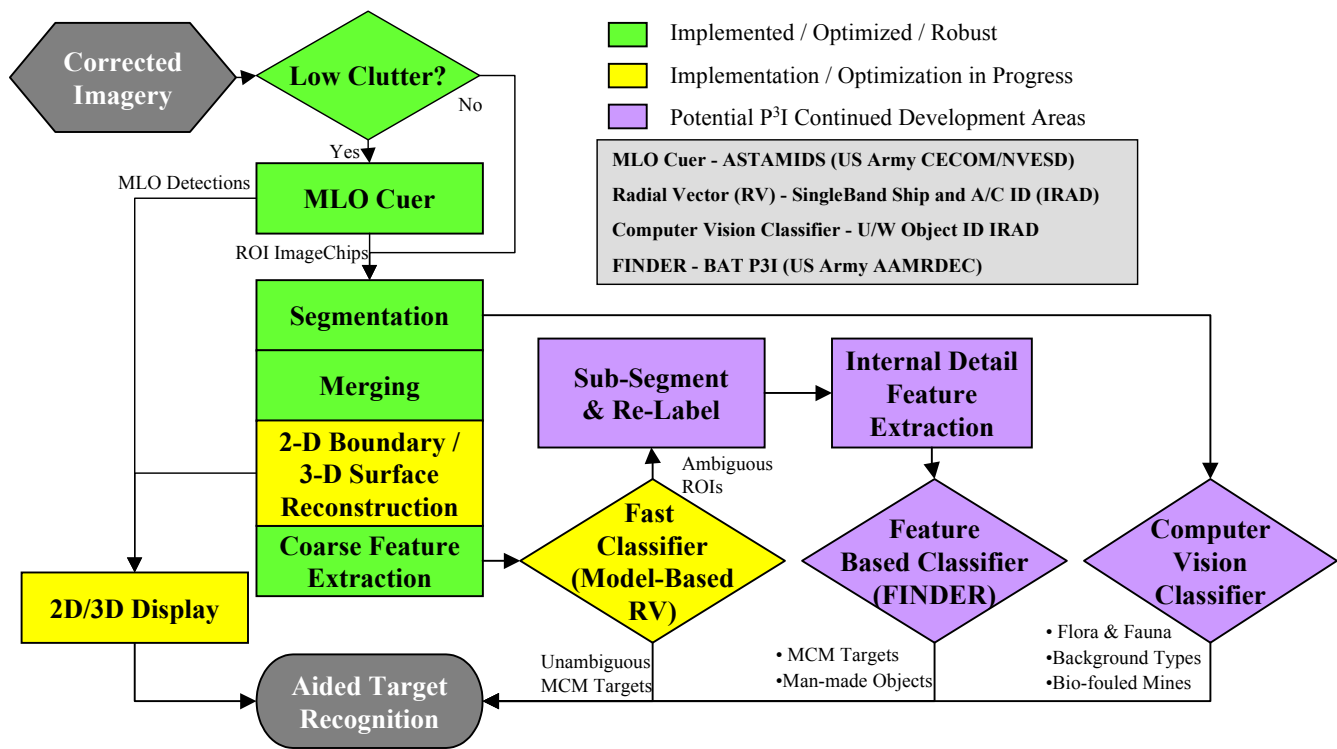 Corrected
Imagery
Low Clutter?
No
Yes
Implemented / Optimized / Robust
Implementation / Optimization in Progress
Potential P³I Continued Development Areas
MLO Cuer - ASTAMIDS (US Army CECOM/NVESD)
Radial Vector (RV) - SingleBand Ship and A/C ID (IRAD)
Computer Vision Classifier - U/W Object ID IRAD
FINDER - BAT P3I (US Army AAMRDEC)
MLO Detections
MLO Cuer
ROI ImageChips
Segmentation
Merging
2-D Boundary /
3-D Surface
Reconstruction
Coarse Feature
Extraction
Sub-Segment
& Re-Label
Internal Detail
Feature
Extraction
Ambiguous
ROIs
Fast
Classifier
(Model-Based
RV)
Feature
Based Classifier
(FINDER)
Computer
Vision
Classifier
2D/3D Display
Unambiguous
MCM Targets
• MCM Targets
•Man-made Objects
• Flora & Fauna
•Background Types
•Bio-fouled Mines
Aided Target
Recognition